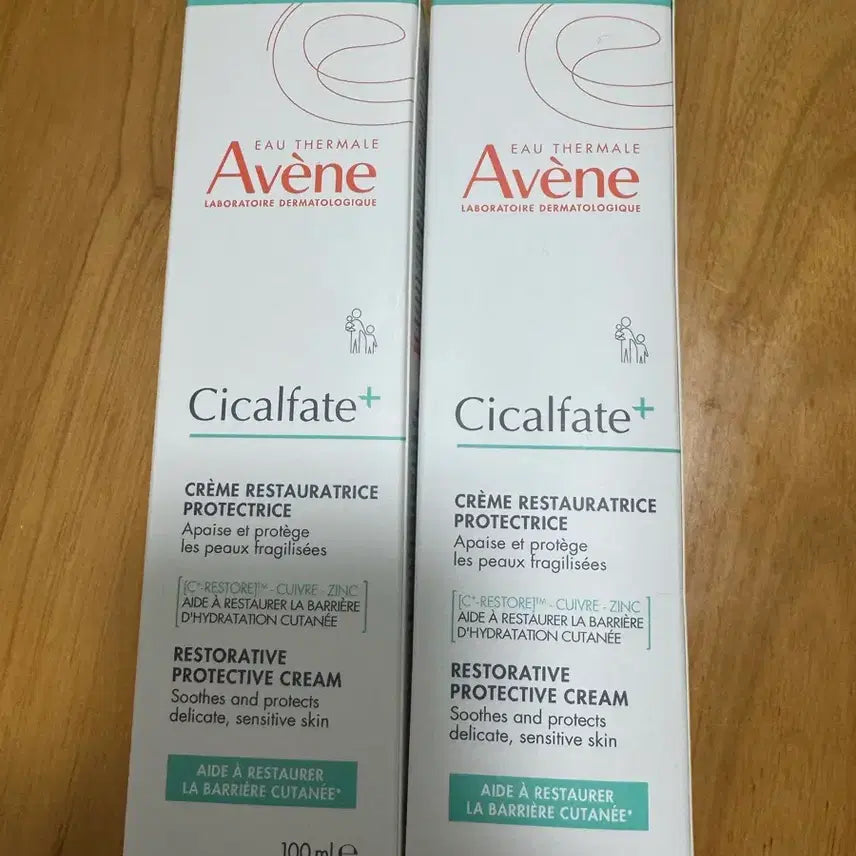 EAU THERMALE
Avène
LABORATOIRE DERMATOLOGIQUE
Cicalfate+
CRÈME RESTAURATRICE
PROTECTRICE
Apaise et protège
les peaux fragilisées
[C+-RESTORE]™ - CUIVRE - ZINC
AIDE À RESTAURER LA BARRIÈRE
D'HYDRATATION CUTANÉE
RESTORATIVE
PROTECTIVE CREAM
Soothes and protects
delicate, sensitive skin
AIDE À RESTAURER
LA BARRIÈRE CUTANÉE*
100 ml e
EAU THERMALE
Avène
LABORATOIRE DERMATOLOGIQUE
Cicalfate+
CRÈME RESTAURATRICE
PROTECTRICE
Apaise et protège
les peaux fragilisées
[C+-RESTORE]™ - CUIVRE - ZINC
AIDE À RESTAURER LA BARRIÈRE
D'HYDRATATION CUTANÉE
RESTORATIVE
PROTECTIVE CREAM
Soothes and protects
delicate, sensitive skin
AIDE À RESTAURER
LA BARRIÈRE CUTANÉE*